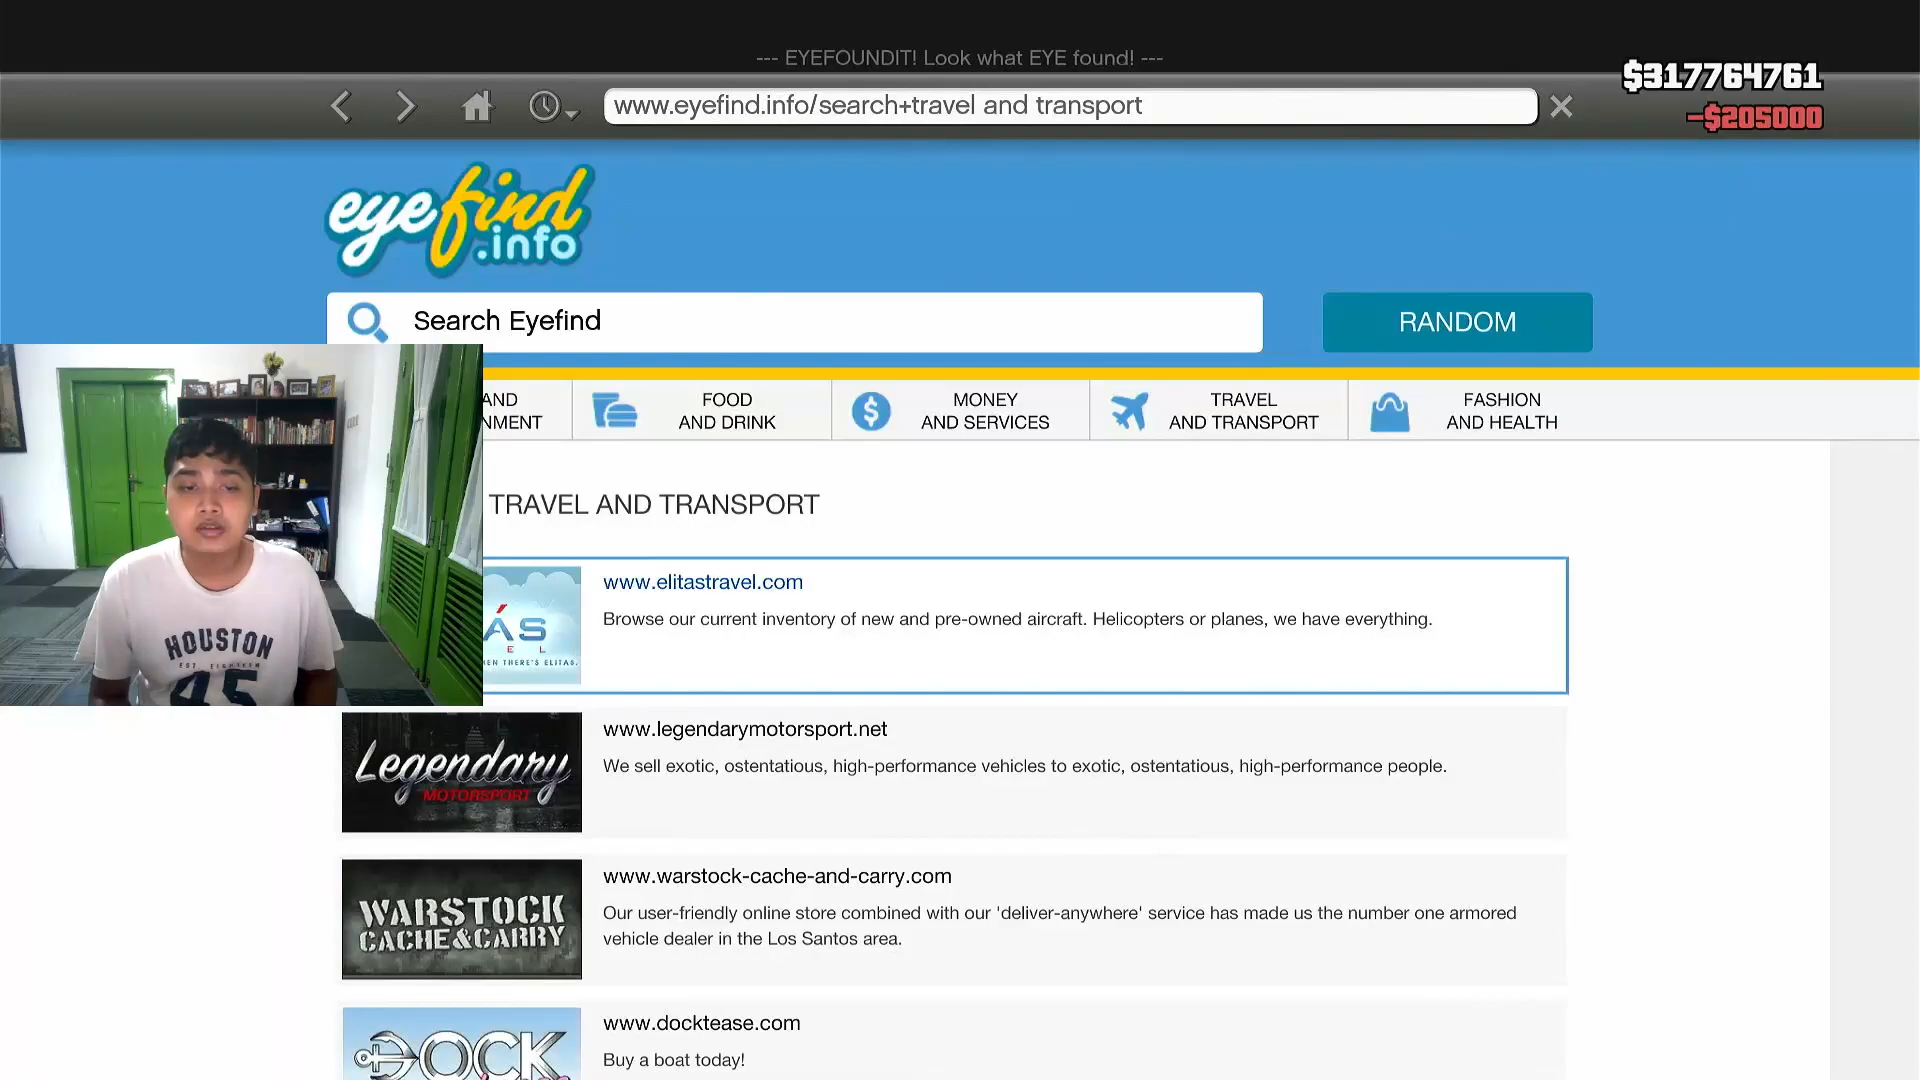 --- EYEFOUNDIT! Look what EYE found! ---
$317764761
www.eyefind.info/search+travel and transport
-$205000
eyefind
.info
Search Eyefind
RANDOM
AND
NMENT
FOOD
AND DRINK
MONEY
AND SERVICES
TRAVEL
AND TRANSPORT
FASHION
AND HEALTH
TRAVEL AND TRANSPORT
www.elitastravel.com
Browse our current inventory of new and pre-owned aircraft. Helicopters or planes, we have everything.
ÁS
E L
EN THERE'S ELITAS.
HOUSTON
EST EIGHTEEN
45
www.legendarymotorsport.net
Legendary
MOTORSPORT
We sell exotic, ostentatious, high-performance vehicles to exotic, ostentatious, high-performance people.
www.warstock-cache-and-carry.com
WARSTOCK
CACHE&CARRY
Our user-friendly online store combined with our 'deliver-anywhere' service has made us the number one armored
vehicle dealer in the Los Santos area.
www.docktease.com
DOCK
Buy a boat today!